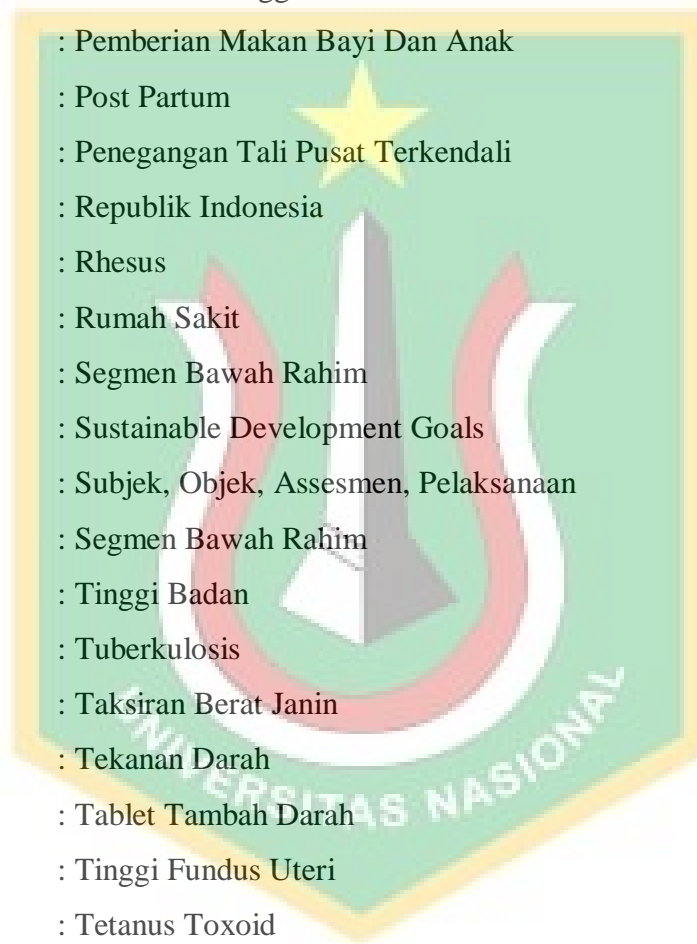 : Pemberian Makan Bayi Dan Anak
: Post Partum
: Penegangan Tali Pusat Terkendali
: Republik Indonesia
: Rhesus
: Rumah Sakit
: Segmen Bawah Rahim
: Sustainable Development Goals
: Subjek, Objek, Assesmen, Pelaksanaan
: Segmen Bawah Rahim
: Tinggi Badan
: Tuberkulosis
: Taksiran Berat Janin
: Tekanan Darah
: Tablet Tambah Darah
: Tinggi Fundus Uteri
: Tetanus Toxoid
UNIVERSITAS NASIONAL